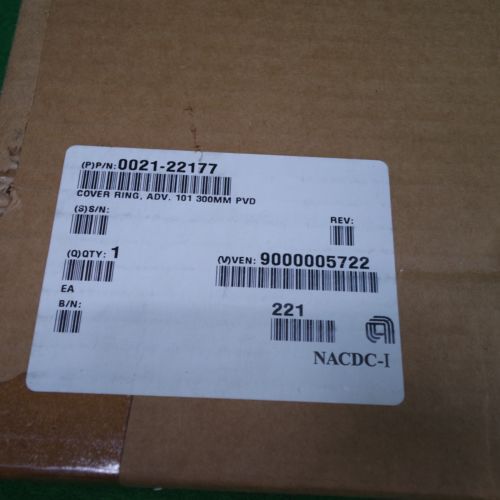 (P)P/N: 0021-22177
COVER RING, ADV. 101 300MM PVD
(S)S/N:
REV:
(Q)QTY: 1
(V)VEN: 9000005722
EA
B/N:
221
NACDC-I